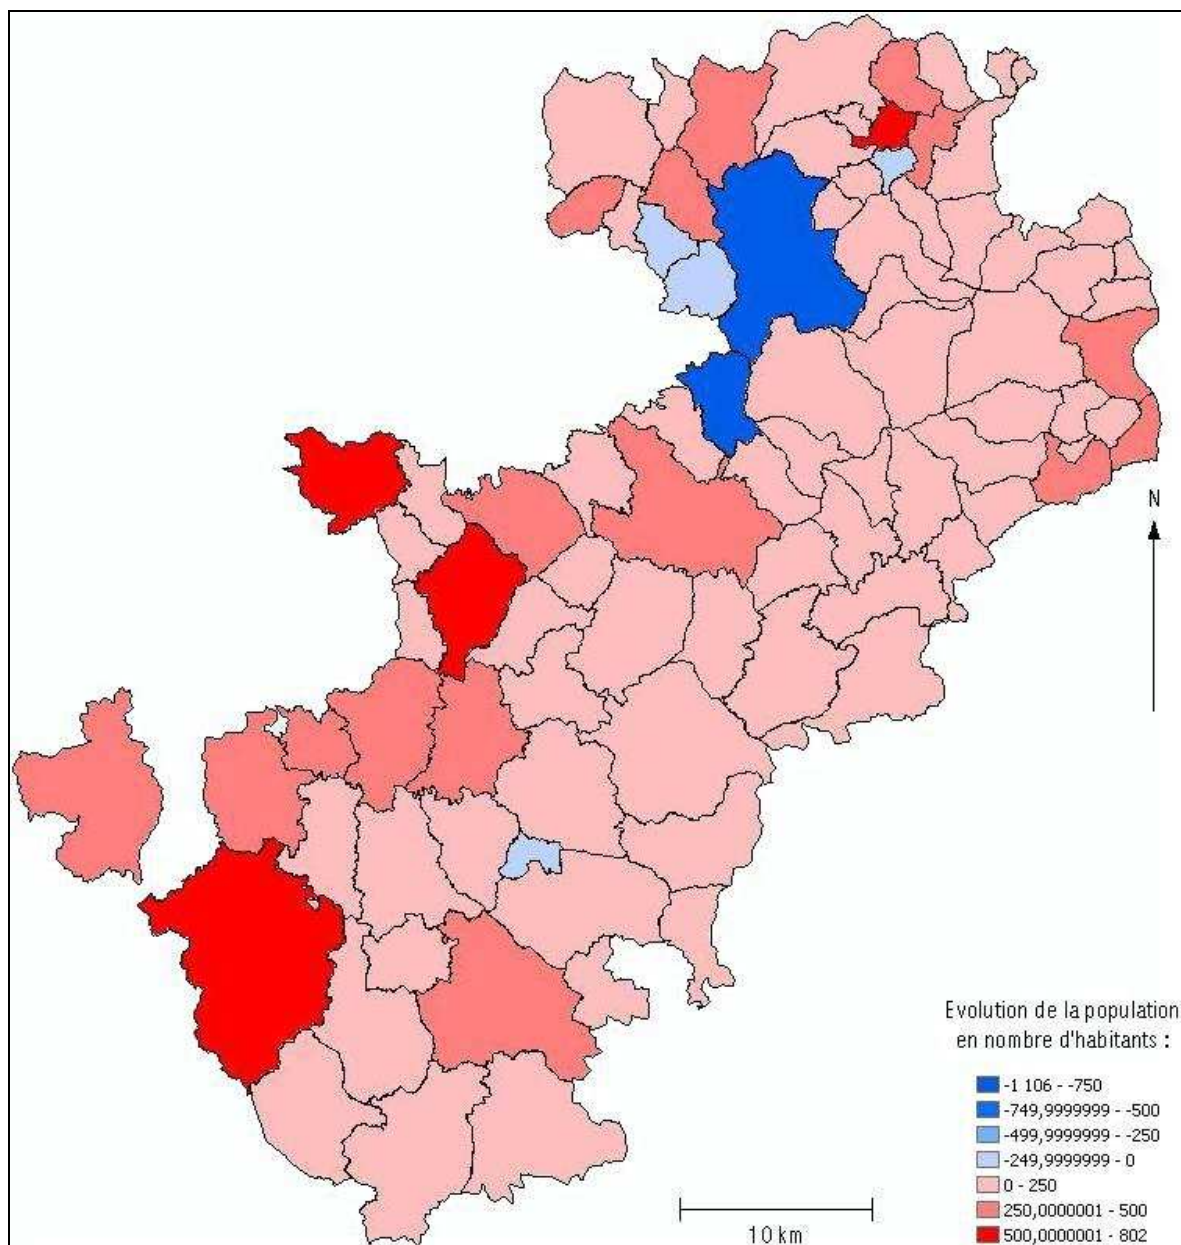 N
Evolution de la population
en nombre d'habitants :
-1 106 - -750
-749,9999999 - -500
-499,9999999 - -250
-249,9999999 - 0
0 - 250
250,0000001 - 500
500,0000001 - 802
10 km